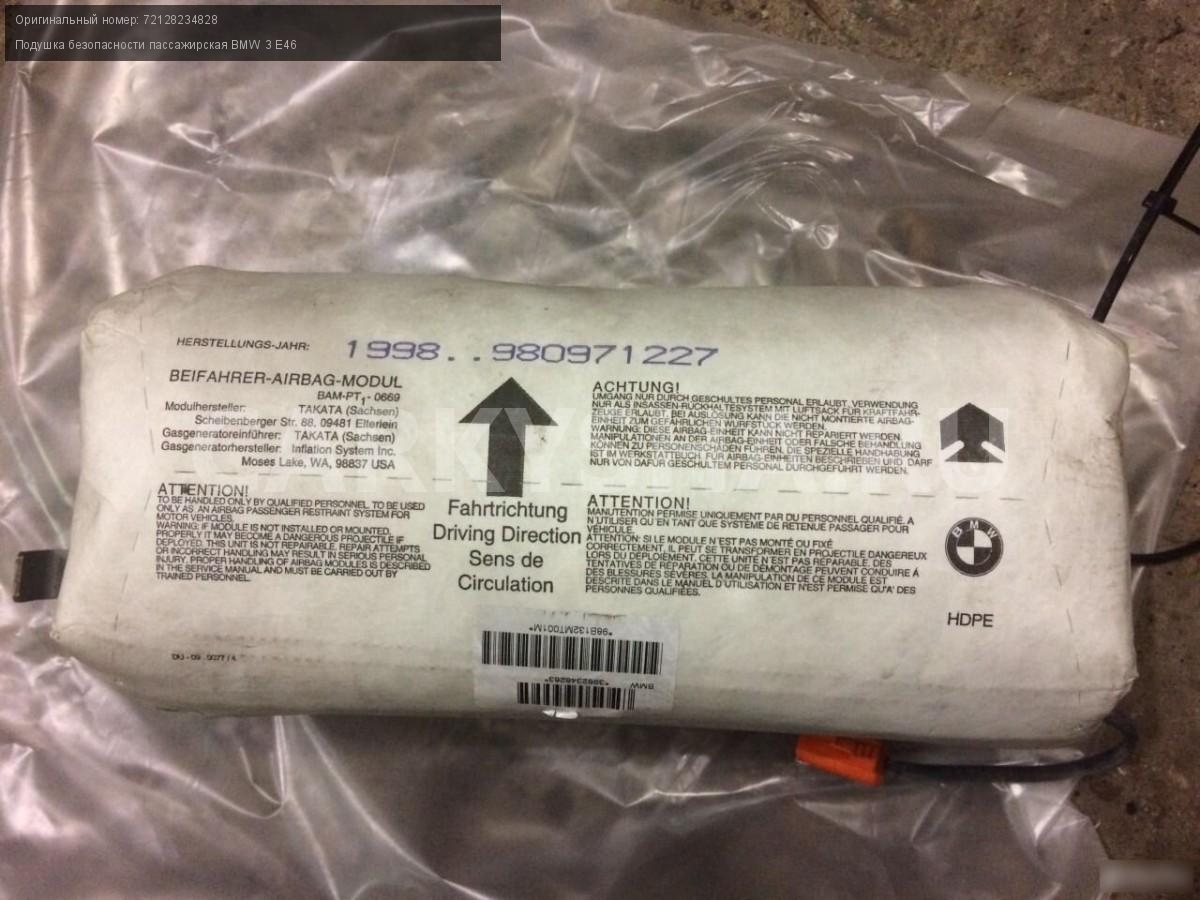 Оригинальный номер: 72128234828
Подушка безопасности пассажирская BMW 3 E46
HERSTELLUNGS-JAHR: 1998..980971227
BEIFAHRER-AIRBAG-MODUL
BAM-PT1- 0669
Modulhersteller: TAKATA (Sachsen)
Scheibenberger Str. 88, 09481 Elterlein
Gasgeneratoreinführer: TAKATA (Sachsen)
Gasgeneratorhersteller: Inflation System Inc.
Moses Lake, WA, 98837 USA
ATTENTION!
TO BE HANDLED ONLY BY QUALIFIED PERSONNEL, TO BE USED
ONLY AS AN AIRBAG PASSENGER RESTRAINT SYSTEM FOR
MOTOR VEHICLES.
WARNING: IF MODULE IS NOT INSTALLED OR MOUNTED
PROPERLY IT MAY BECOME A DANGEROUS PROJECTILE IF
DEPLOYED. THIS UNIT IS NOT REPAIRABLE. REPAIR ATTEMPTS
OR INCORRECT HANDLING MAY RESULT IN SERIOUS PERSONAL
INJURY. PROPER HANDLING OF AIRBAG MODULES IS DESCRIBED
IN THE SERVICE MANUAL AND MUST BE CARRIED OUT BY
TRAINED PERSONNEL.
Fahrtrichtung
Driving Direction
Sens de
Circulation
ACHTUNG!
UMGANG NUR DURCH GESCHULTES PERSONAL ERLAUBT, VERWENDUNG
NUR ALS INSASSEN-RÜCKHALTESYSTEM MIT LUFTSACK FÜR KRAFTFAHR-
ZEUGE ERLAUBT, BEI AUSLÖSUNG KANN DIE NICHT MONTIERTE AIRBAG-
EINHEIT ZUM GEFÄHRLICHEN WURFSTÜCK WERDEN.
WARNUNG: DIESE AIRBAG-EINHEIT KANN NICHT REPARIERT WERDEN.
MANIPULATIONEN AN DER AIRBAG-EINHEIT ODER FALSCHE BEHANDLUNG
KÖNNEN ZU PERSONENSCHÄDEN FÜHREN. DIE SPEZIELLE HANDHABUNG
IST IM WERKSTATTBUCH FÜR AIRBAG-EINHEITEN BESCHRIEBEN UND DARF
NUR VON DAFÜR GESCHULTEM PERSONAL DURCHGEFÜHRT WERDEN.
ATTENTION!
MANUTENTION PERMISE UNIQUEMENT PAR DU PERSONNEL QUALIFIÉ, A
N'UTILISER QU'EN TANT QUE SYSTÈME DE RETENUE PASSAGER POUR
VÉHICULE.
ATTENTION: SI LE MODULE N'EST PAS MONTÉ OU FIXÉ
CORRECTEMENT, IL PEUT SE TRANSFORMER EN PROJECTILE DANGEREUX
LORS DU DÉPLOIEMENT. CETTE UNITE N'EST PAS RÉPARABLE. DES
TENTATIVES DE RÉPARATION OU DE DÉMONTAGE PEUVENT CONDUIRE À
DES BLESSURES SÉVÈRES. LA MANIPULATION DE CE MODULE EST
DESCRITE DANS LE MANUEL D'UTILISATION ET N'EST PERMISE QU'A' DES
PERSONNES QUALIFIÉES.
BMW
HDPE
*98B132MT001M*
BMW *3982348283*